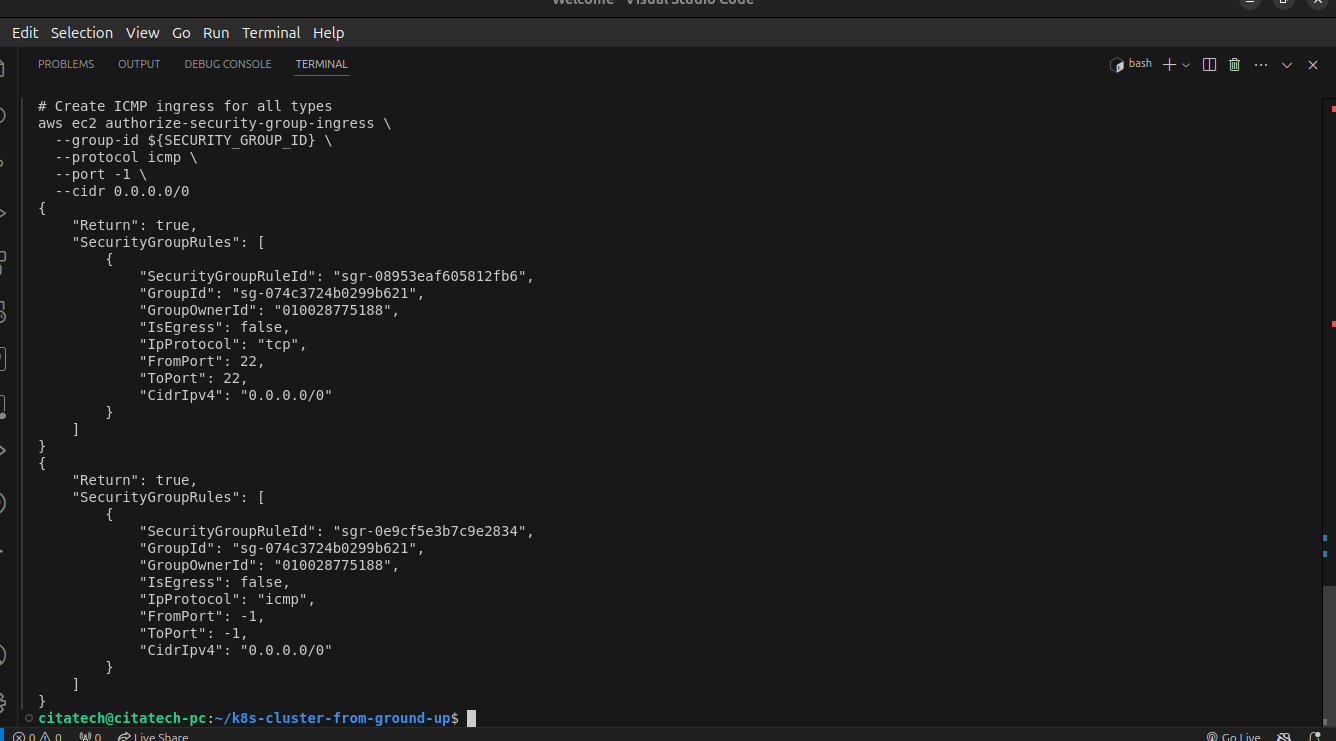 Welcome - Visual Studio Code
Edit Selection View Go Run Terminal Help
PROBLEMS OUTPUT DEBUG CONSOLE TERMINAL bash
# Create ICMP ingress for all types
aws ec2 authorize-security-group-ingress \
  --group-id ${SECURITY_GROUP_ID} \
  --protocol icmp \
  --port -1 \
  --cidr 0.0.0.0/0
{
    "Return": true,
    "SecurityGroupRules": [
        {
            "SecurityGroupRuleId": "sgr-08953eaf605812fb6",
            "GroupId": "sg-074c3724b0299b621",
            "GroupOwnerId": "010028775188",
            "IsEgress": false,
            "IpProtocol": "tcp",
            "FromPort": 22,
            "ToPort": 22,
            "CidrIpv4": "0.0.0.0/0"
        }
    ]
}
{
    "Return": true,
    "SecurityGroupRules": [
        {
            "SecurityGroupRuleId": "sgr-0e9cf5e3b7c9e2834",
            "GroupId": "sg-074c3724b0299b621",
            "GroupOwnerId": "010028775188",
            "IsEgress": false,
            "IpProtocol": "icmp",
            "FromPort": -1,
            "ToPort": -1,
            "CidrIpv4": "0.0.0.0/0"
        }
    ]
}
citatech@citatech-pc:~/k8s-cluster-from-ground-up$
0 0 0 Live Share Go Live